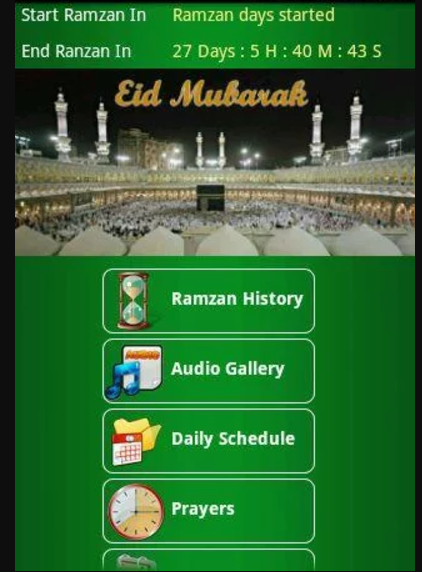 Start Ramzan In Ramzan days started
End Ranzan In 27 Days : 5 H : 40 M : 43 S
Eid Mubarak
Ramzan History
AUDIO
Audio Gallery
Daily Schedule
Prayers